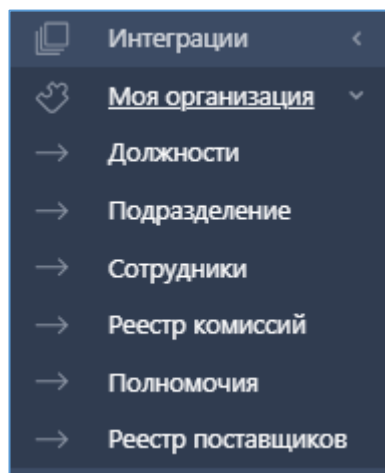 Интеграции
Моя организация
Должности
Подразделение
Сотрудники
Реестр комиссий
Полномочия
Реестр поставщиков